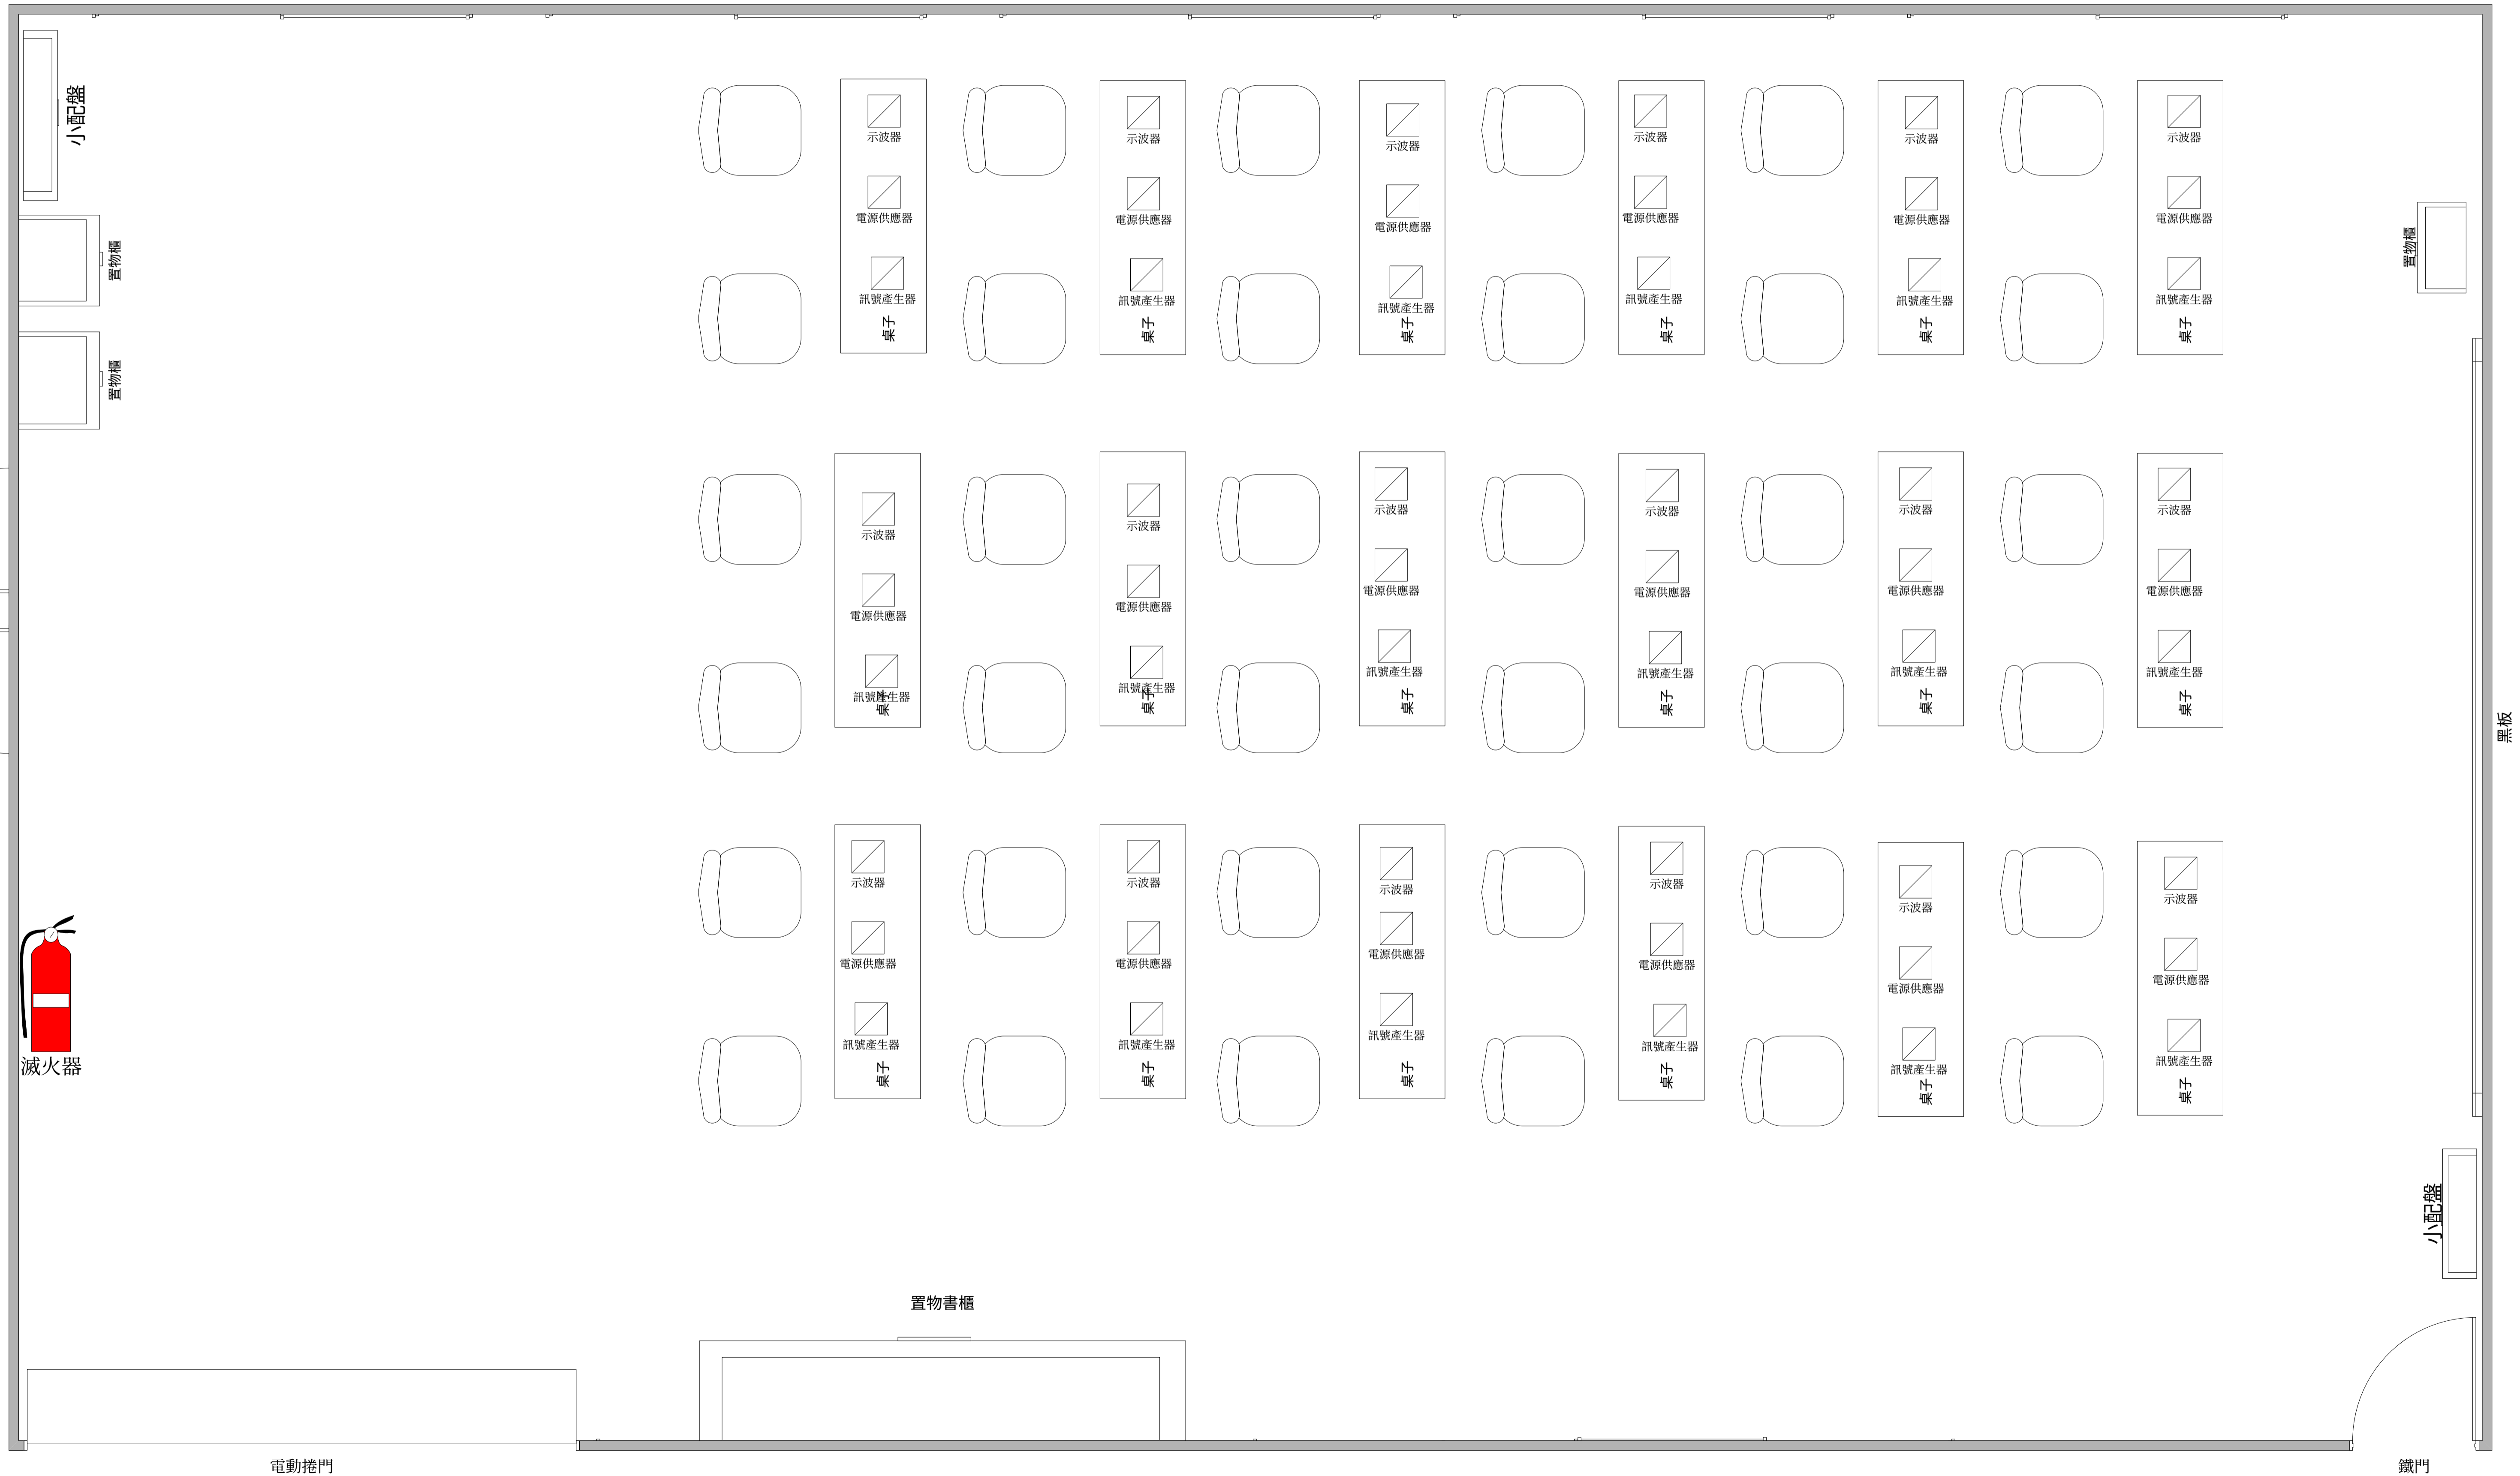 小配盤
置物櫃
置物櫃
示波器
電源供應器
訊號產生器
桌子
示波器
電源供應器
訊號產生器
桌子
示波器
電源供應器
訊號產生器
桌子
示波器
電源供應器
訊號產生器
桌子
示波器
電源供應器
訊號產生器
桌子
示波器
電源供應器
訊號產生器
桌子
置物櫃
示波器
電源供應器
訊號產生器
桌子
示波器
電源供應器
訊號產生器
桌子
示波器
電源供應器
訊號產生器
桌子
示波器
電源供應器
訊號產生器
桌子
示波器
電源供應器
訊號產生器
桌子
示波器
電源供應器
訊號產生器
桌子
黑板
滅火器
示波器
電源供應器
訊號產生器
桌子
示波器
電源供應器
訊號產生器
桌子
示波器
電源供應器
訊號產生器
桌子
示波器
電源供應器
訊號產生器
桌子
示波器
電源供應器
訊號產生器
桌子
示波器
電源供應器
訊號產生器
桌子
小配盤
置物書櫃
電動捲門
鐵門